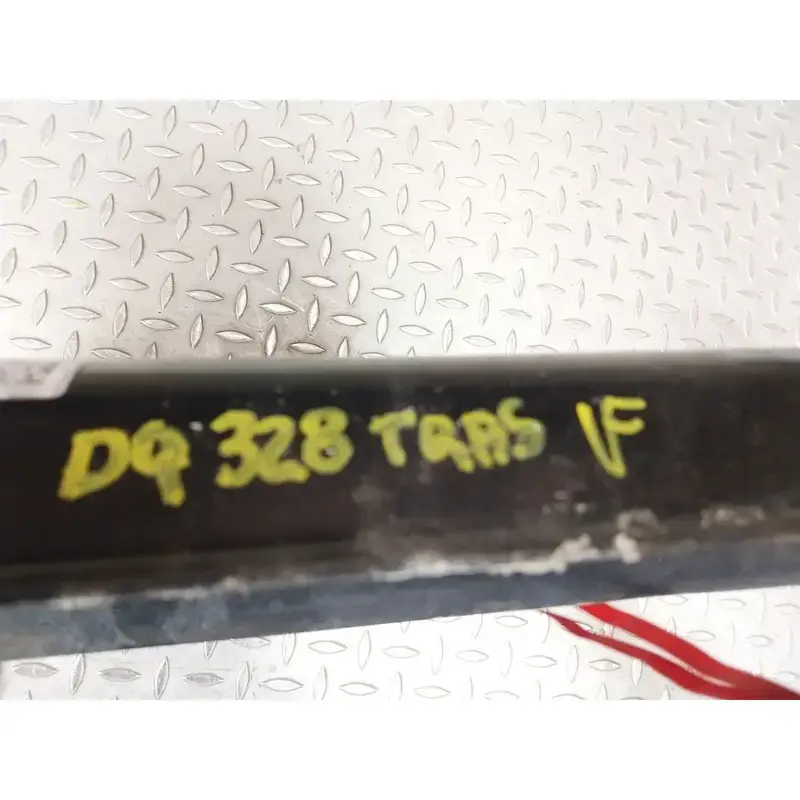 DQ 328 TRAS VF